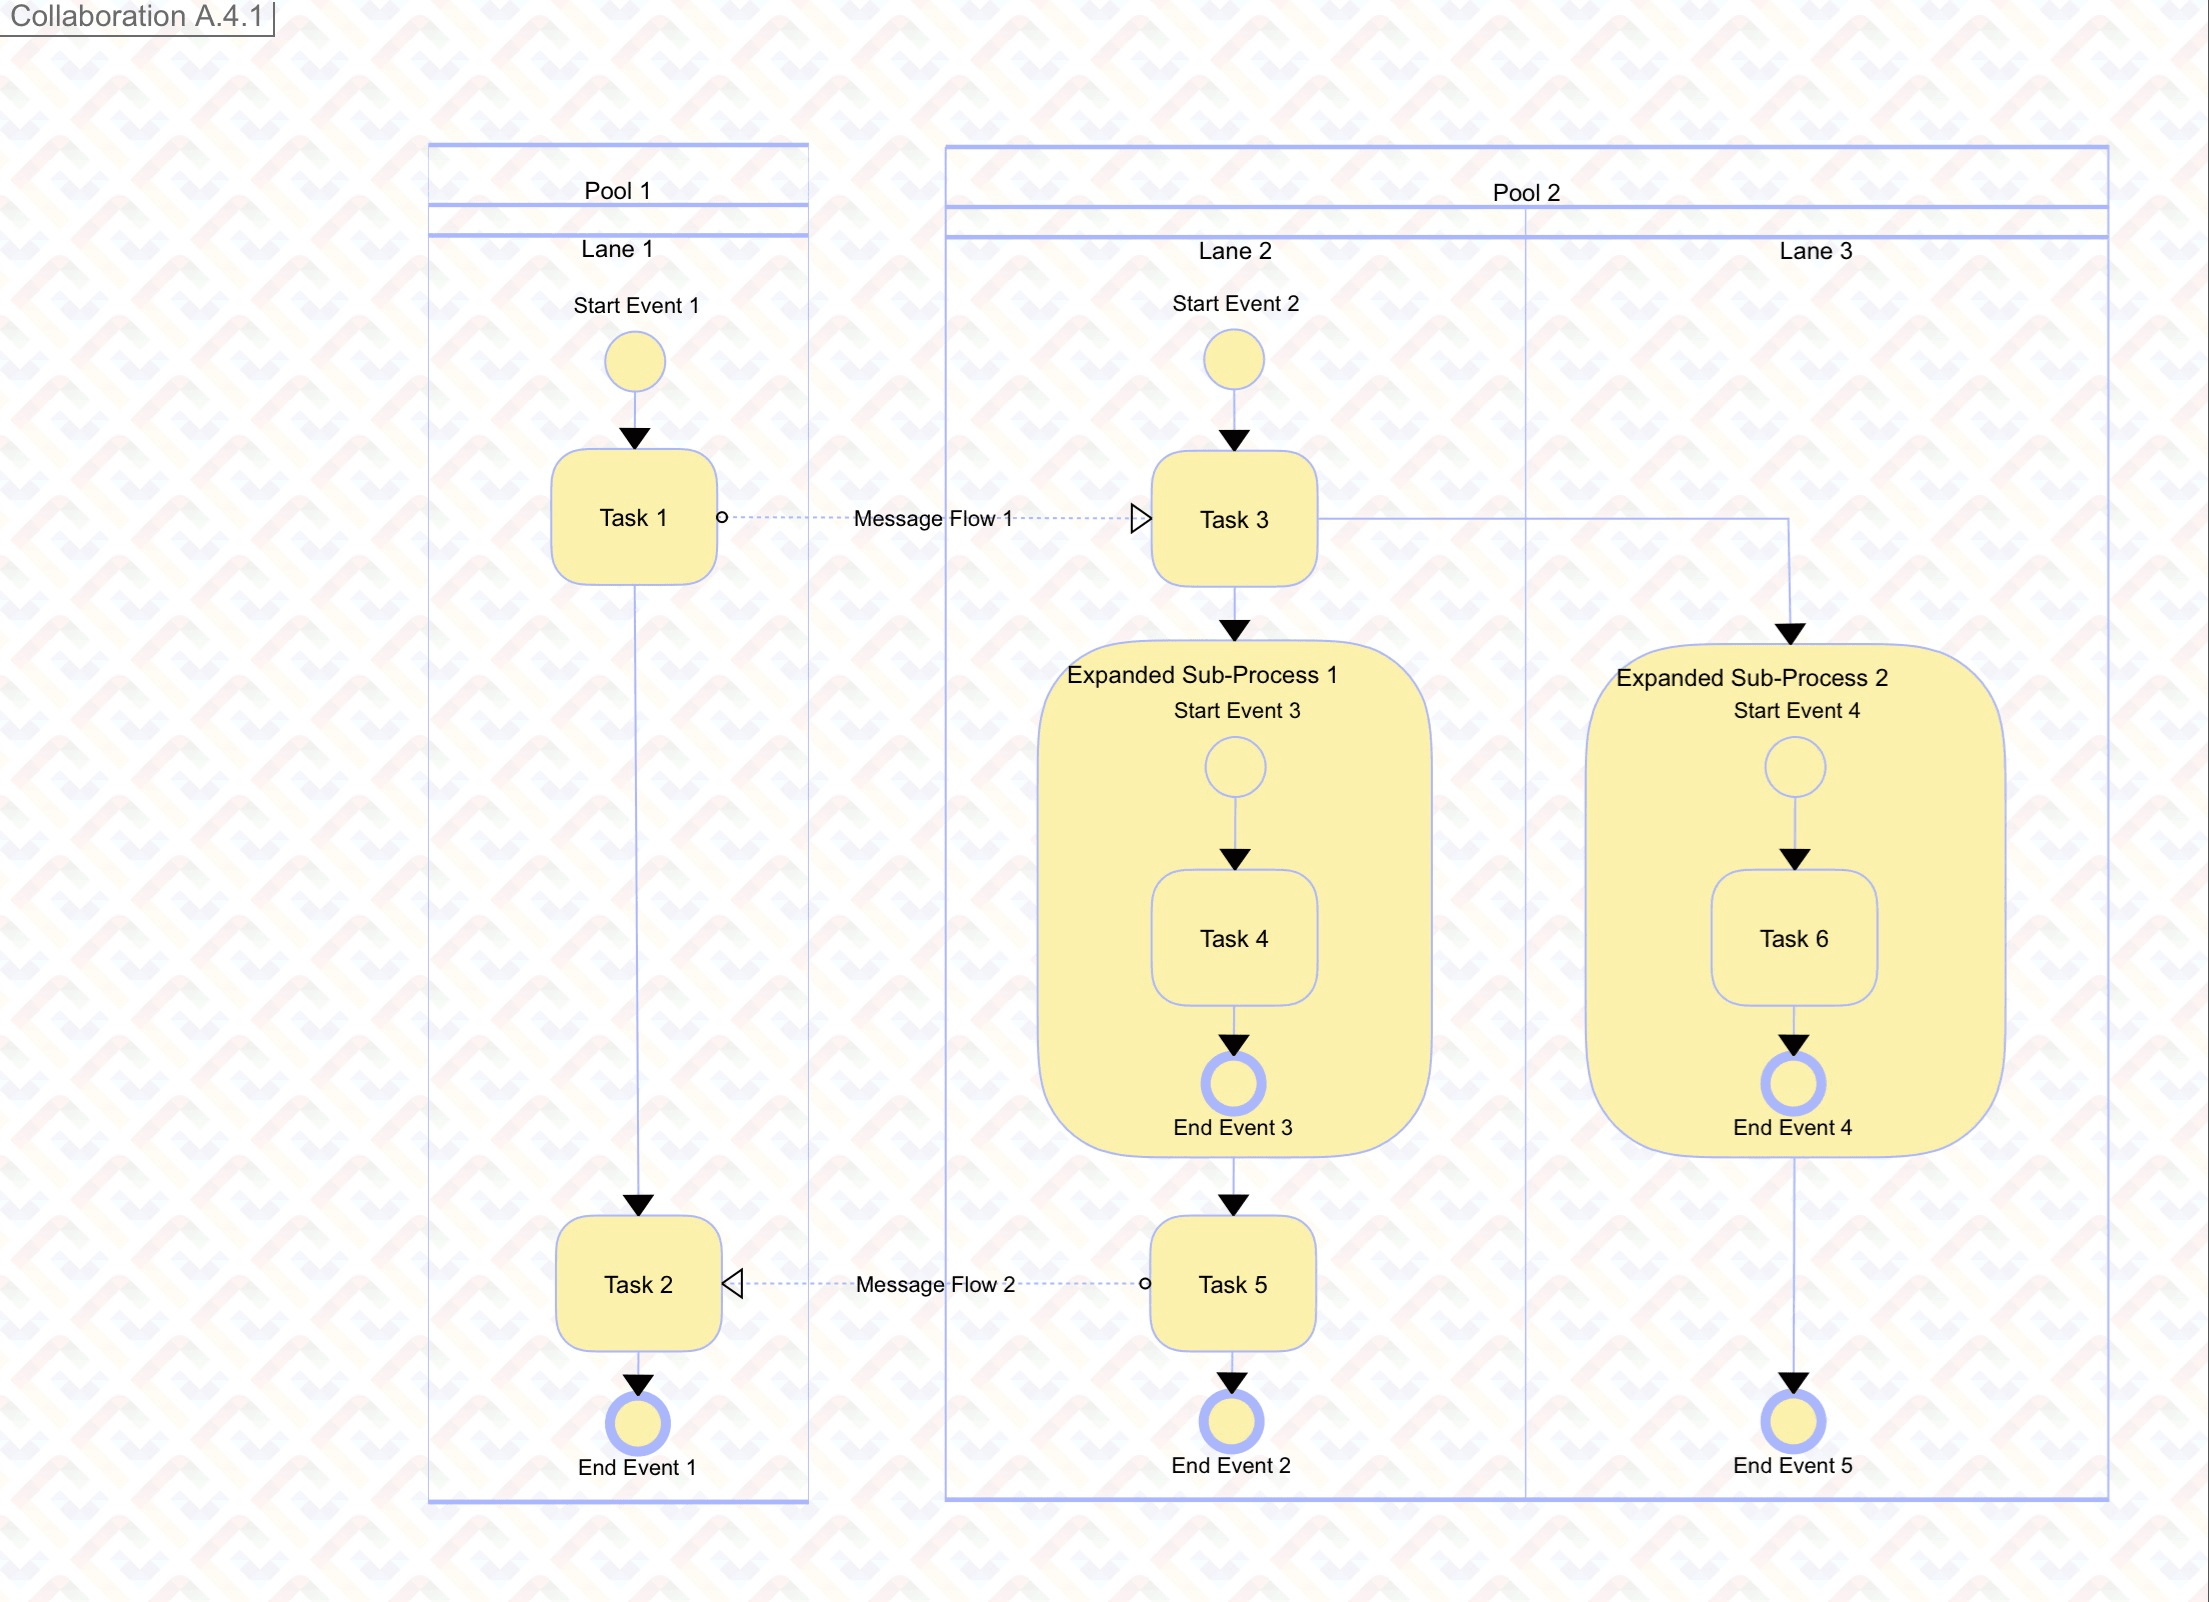 Collaboration A.4.1
Pool 1
Lane 1
Start Event 1
Task 1
Message Flow 1
Task 2
Message Flow 2
End Event 1
Pool 2
Lane 2
Start Event 2
Task 3
Expanded Sub-Process 1
Start Event 3
Task 4
End Event 3
Task 5
End Event 2
Lane 3
Expanded Sub-Process 2
Start Event 4
Task 6
End Event 4
End Event 5